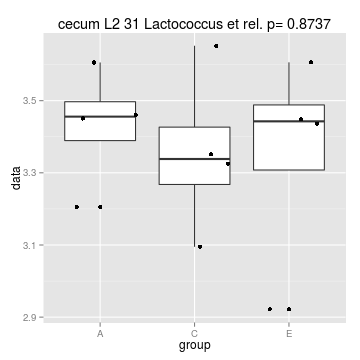 cecum L2 31 Lactococcus et rel. p= 0.8737
data
3.5
3.3
3.1
2.9
A C E
group